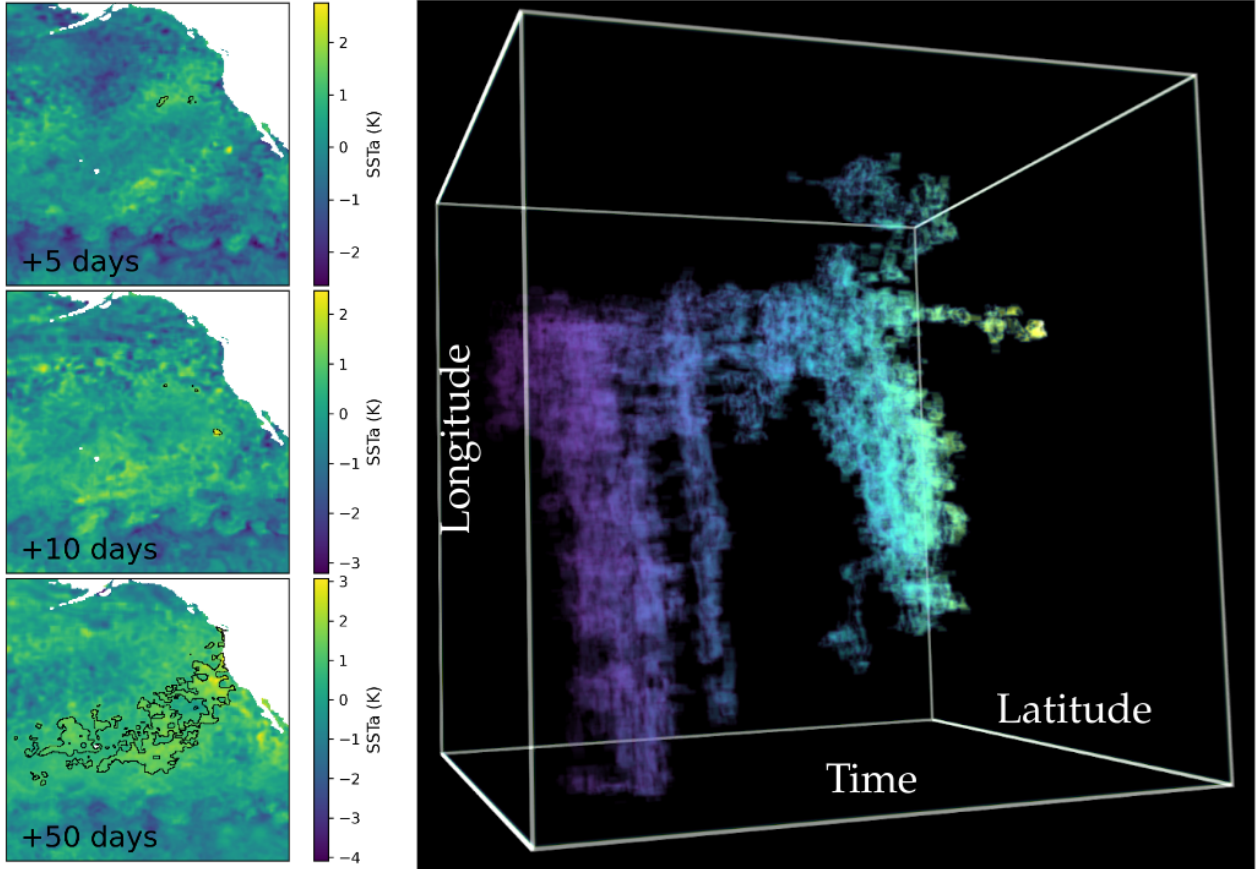 2
1
0
−1
−2
SSTa (K)
+5 days
2
1
0
−1
−2
−3
SSTa (K)
+10 days
3
2
1
0
−1
−2
−3
−4
SSTa (K)
+50 days
Longitude
Latitude
Time